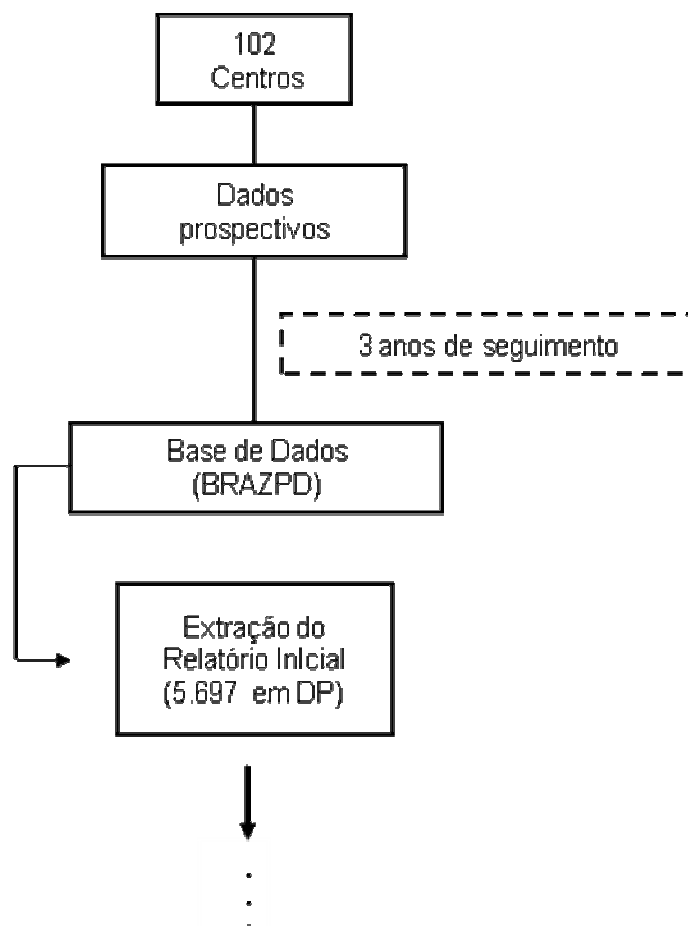 102
Centros
Dados
prospectivos
3 anos de seguimento
Base de Dados
(BRAZPD)
Extração do
Relatório Inicial
(5.697 em DP)